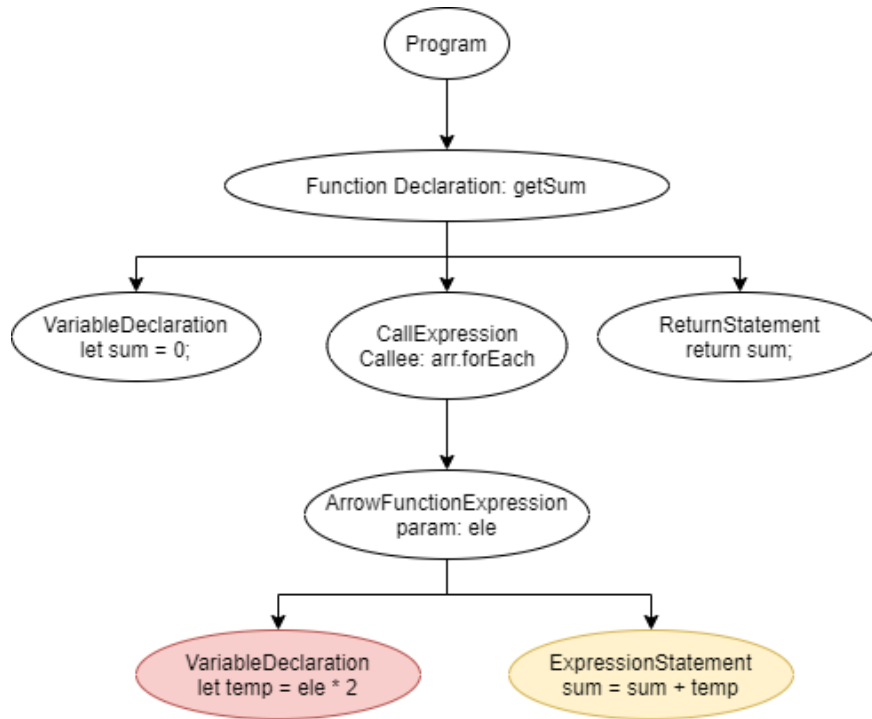 Program
Function Declaration: getSum
VariableDeclaration
let sum = 0;
CallExpression
Callee: arr.forEach
ReturnStatement
return sum;
ArrowFunctionExpression
param: ele
VariableDeclaration
let temp = ele * 2
ExpressionStatement
sum = sum + temp